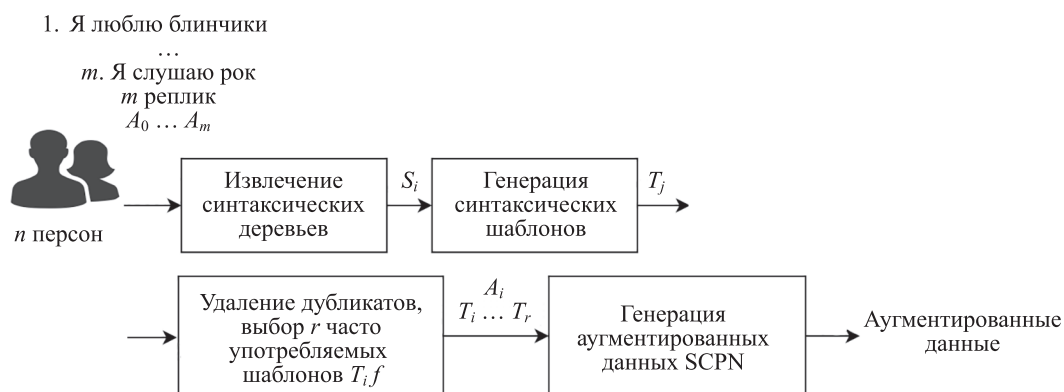 1. Я люблю блинчики
...
m. Я слушаю рок
m реплик
A0 ... Am
n персон
Извлечение
синтаксических
деревьев
Si
Генерация
синтаксических
шаблонов
Tj
Удаление дубликатов,
выбор r часто
употребляемых
шаблонов Ti f
Ai
Ti ... Tr
Генерация
аугментированных
данных SCPN
Аугментированные
данные